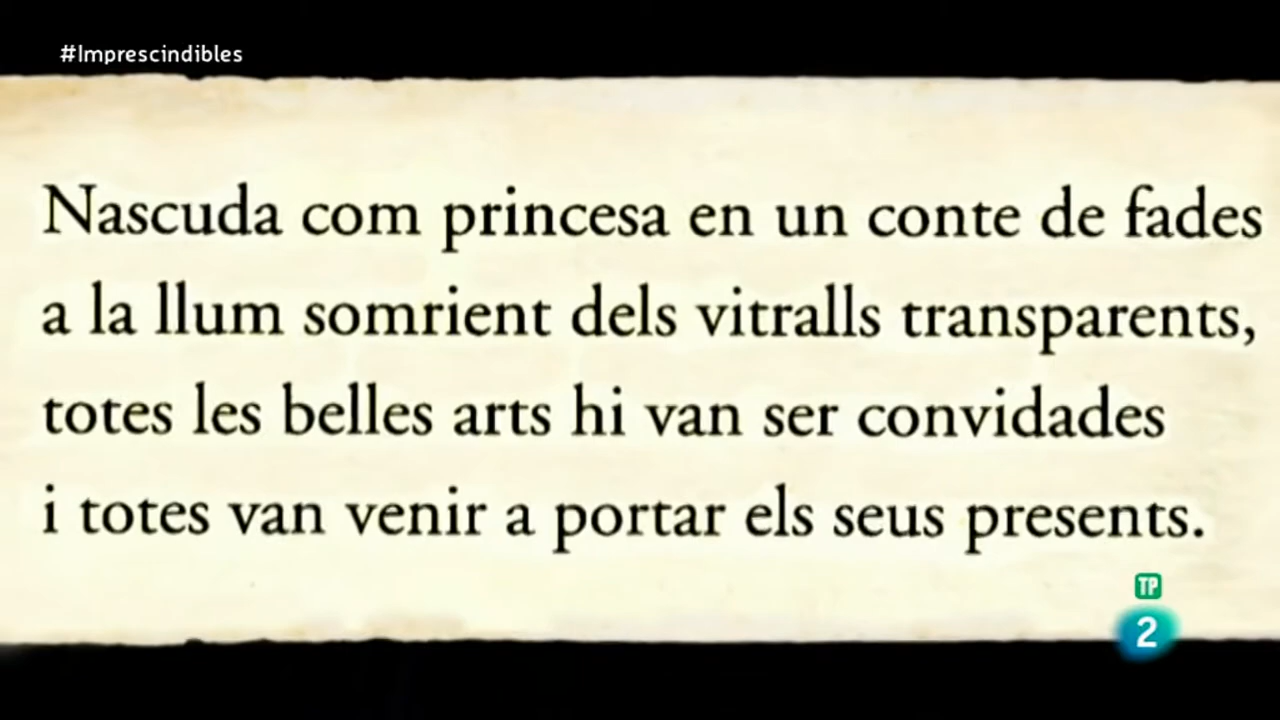 #Imprescindibles
Nascuda com princesa en un conte de fades
a la llum somrient dels vitralls transparents,
totes les belles arts hi van ser convidades
i totes van venir a portar els seus presents.
TP
2